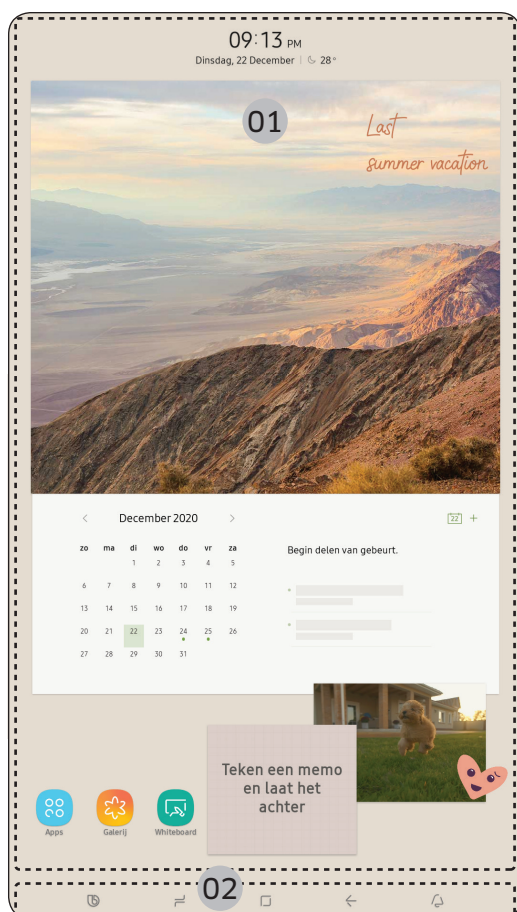 09:13 PM
Dinsdag, 22 December | 28°
01
Last
summer vacation
December 2020
22
zo ma di wo do vr za
1 2 3 4 5
6 7 8 9 10 11 12
13 14 15 16 17 18 19
20 21 22 23 24 25 26
27 28 29 30 31
Begin delen van gebeurt.
Teken een memo
en laat het
achter
Apps
Galerij
Whiteboard
02